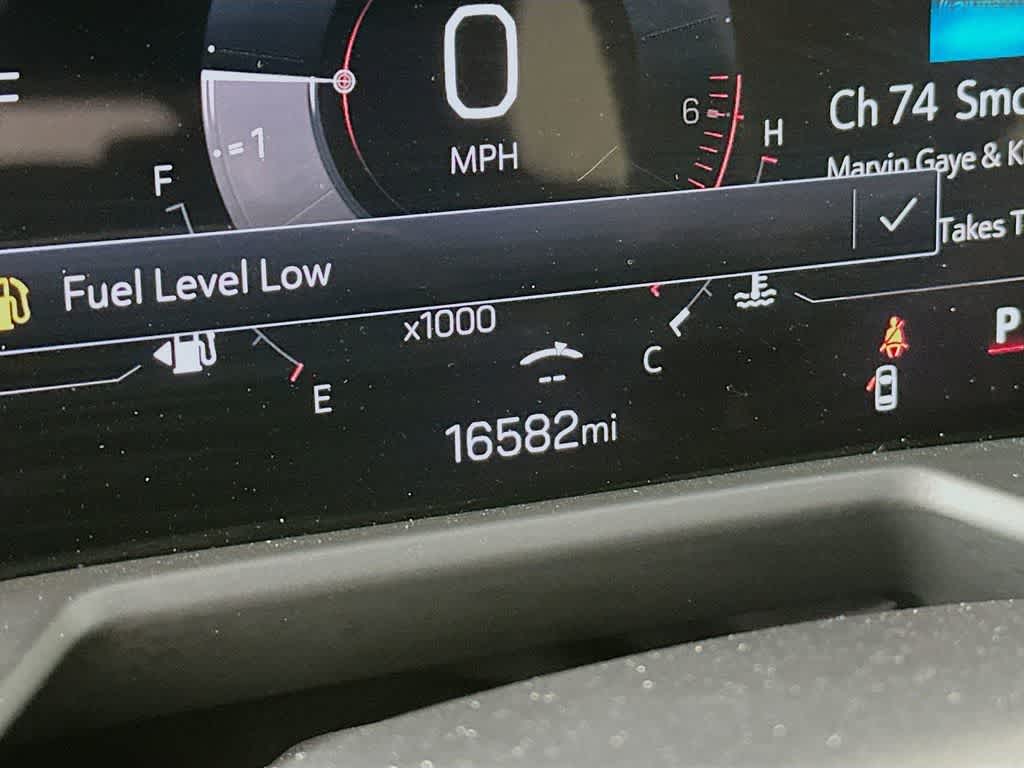 0
MPH
6
H
1
F
Ch 74
Marvin Gaye &
Takes
Fuel Level Low
x1000
C
E
P
16582mi